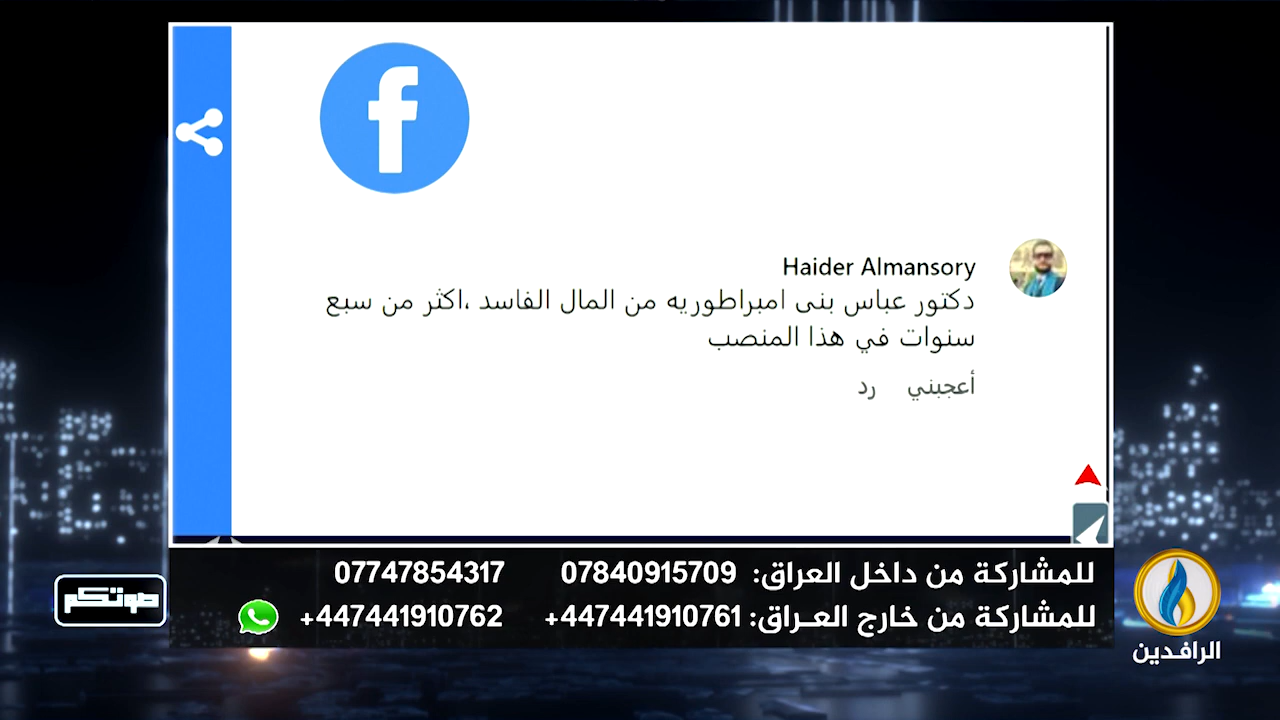 f
Haider Almansory
دكتور عباس بنى امبراطوريه من المال الفاسد ،اكثر من سبع
سنوات في هذا المنصب
أعجبني رد
للمشاركة من داخل العراق: 07840915709 07747854317
للمشاركة من خارج العـراق: 447441910761+ 447441910762+
صوتكم
الرافدين